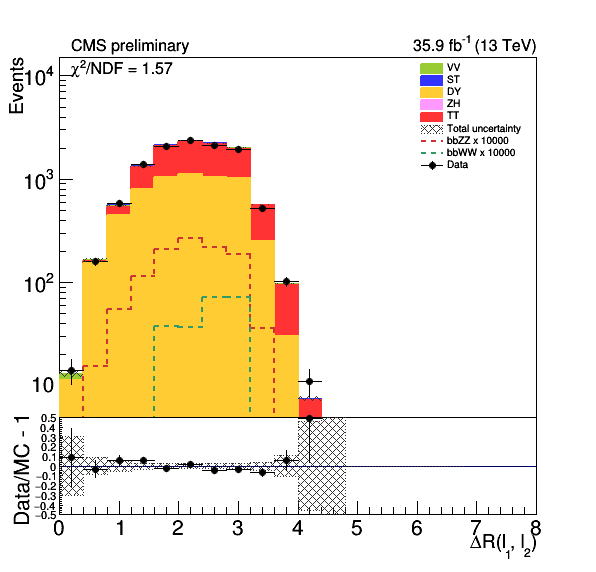 CMS preliminary
35.9 fb⁻¹ (13 TeV)
Events
χ²/NDF = 1.57
10⁴
10³
10²
10
VV
ST
DY
ZH
TT
Total uncertainty
bbZZ x 10000
bbWW x 10000
Data
Data/MC - 1
0.5
0.4
0.3
0.2
0.1
0
−0.1
−0.2
−0.3
−0.4
−0.5
0 1 2 3 4 5 6 7 8
ΔR(l₁, l₂)